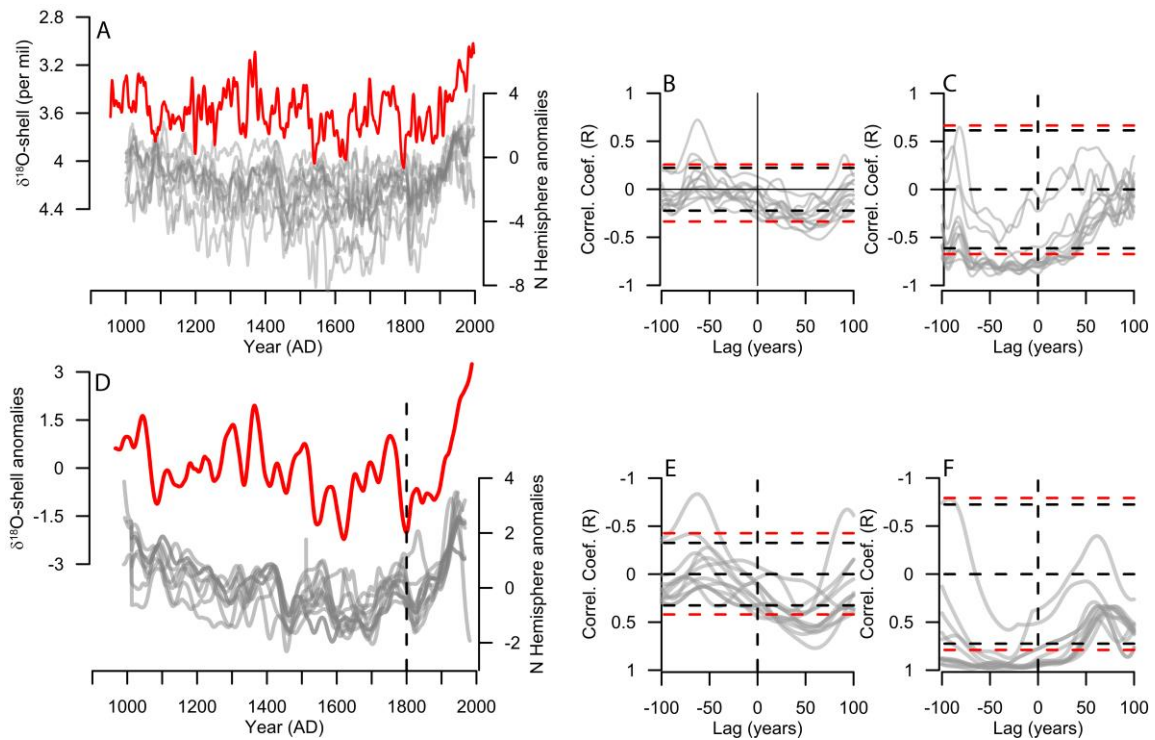 A
δ18O-shell (per mil)
2.8
3.2
3.6
4
4.4
N Hemisphere anomalies
4
0
-4
-8
1000 1200 1400 1600 1800 2000
Year (AD)
B
Correl. Coef. (R)
1
0.5
0
-0.5
-1
-100 -50 0 50 100
Lag (years)
C
Correl. Coef. (R)
1
0.5
0
-0.5
-1
-100 -50 0 50 100
Lag (years)
D
δ18O-shell anomalies
3
1.5
0
-1.5
-3
N Hemisphere anomalies
4
2
0
-2
1000 1200 1400 1600 1800 2000
Year (AD)
E
Correl. Coef. (R)
-1
-0.5
0
0.5
1
-100 -50 0 50 100
Lag (years)
F
Correl. Coef. (R)
-1
-0.5
0
0.5
1
-100 -50 0 50 100
Lag (years)